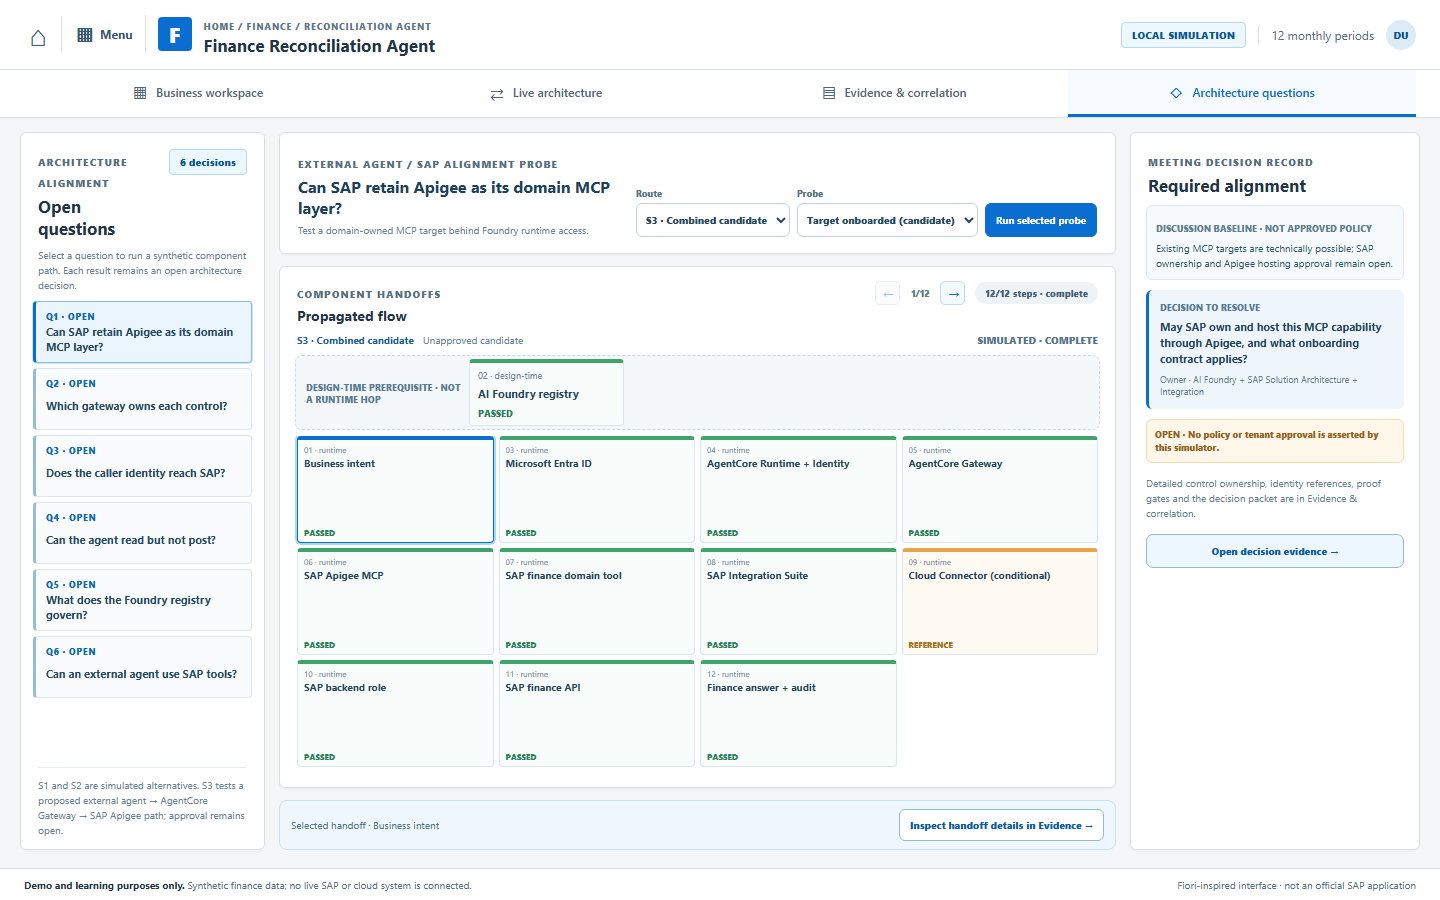 Menu
F
HOME / FINANCE / RECONCILIATION AGENT
Finance Reconciliation Agent
LOCAL SIMULATION
12 monthly periods
DU
Business workspace
Live architecture
Evidence & correlation
Architecture questions
ARCHITECTURE
ALIGNMENT
6 decisions
Open
questions
Select a question to run a synthetic component
path. Each result remains an open architecture
decision.
Q1 · OPEN
Can SAP retain Apigee as its domain
MCP layer?
Q2 · OPEN
Which gateway owns each control?
Q3 · OPEN
Does the caller identity reach SAP?
Q4 · OPEN
Can the agent read but not post?
Q5 · OPEN
What does the Foundry registry
govern?
Q6 · OPEN
Can an external agent use SAP tools?
S1 and S2 are simulated alternatives. S3 tests a
proposed external agent → AgentCore
Gateway → SAP Apigee path; approval remains
open.
EXTERNAL AGENT / SAP ALIGNMENT PROBE
Can SAP retain Apigee as its domain MCP
layer?
Test a domain-owned MCP target behind Foundry runtime access.
Route
S3 · Combined candidate
Probe
Target onboarded (candidate)
Run selected probe
COMPONENT HANDOFFS
Propagated flow
←
1/12
→
12/12 steps · complete
S3 · Combined candidate Unapproved candidate
SIMULATED · COMPLETE
DESIGN-TIME PREREQUISITE · NOT
A RUNTIME HOP
02 · design-time
AI Foundry registry
PASSED
01 · runtime
Business intent
PASSED
03 · runtime
Microsoft Entra ID
PASSED
04 · runtime
AgentCore Runtime + Identity
PASSED
05 · runtime
AgentCore Gateway
PASSED
06 · runtime
SAP Apigee MCP
PASSED
07 · runtime
SAP finance domain tool
PASSED
08 · runtime
SAP Integration Suite
PASSED
09 · runtime
Cloud Connector (conditional)
REFERENCE
10 · runtime
SAP backend role
PASSED
11 · runtime
SAP finance API
PASSED
12 · runtime
Finance answer + audit
PASSED
Selected handoff · Business intent
Inspect handoff details in Evidence →
MEETING DECISION RECORD
Required alignment
DISCUSSION BASELINE · NOT APPROVED POLICY
Existing MCP targets are technically possible; SAP
ownership and Apigee hosting approval remain open.
DECISION TO RESOLVE
May SAP own and host this MCP capability
through Apigee, and what onboarding
contract applies?
Owner · AI Foundry + SAP Solution Architecture +
Integration
OPEN · No policy or tenant approval is asserted by
this simulator.
Detailed control ownership, identity references, proof
gates and the decision packet are in Evidence &
correlation.
Open decision evidence →
Demo and learning purposes only. Synthetic finance data; no live SAP or cloud system is connected.
Fiori-inspired interface · not an official SAP application